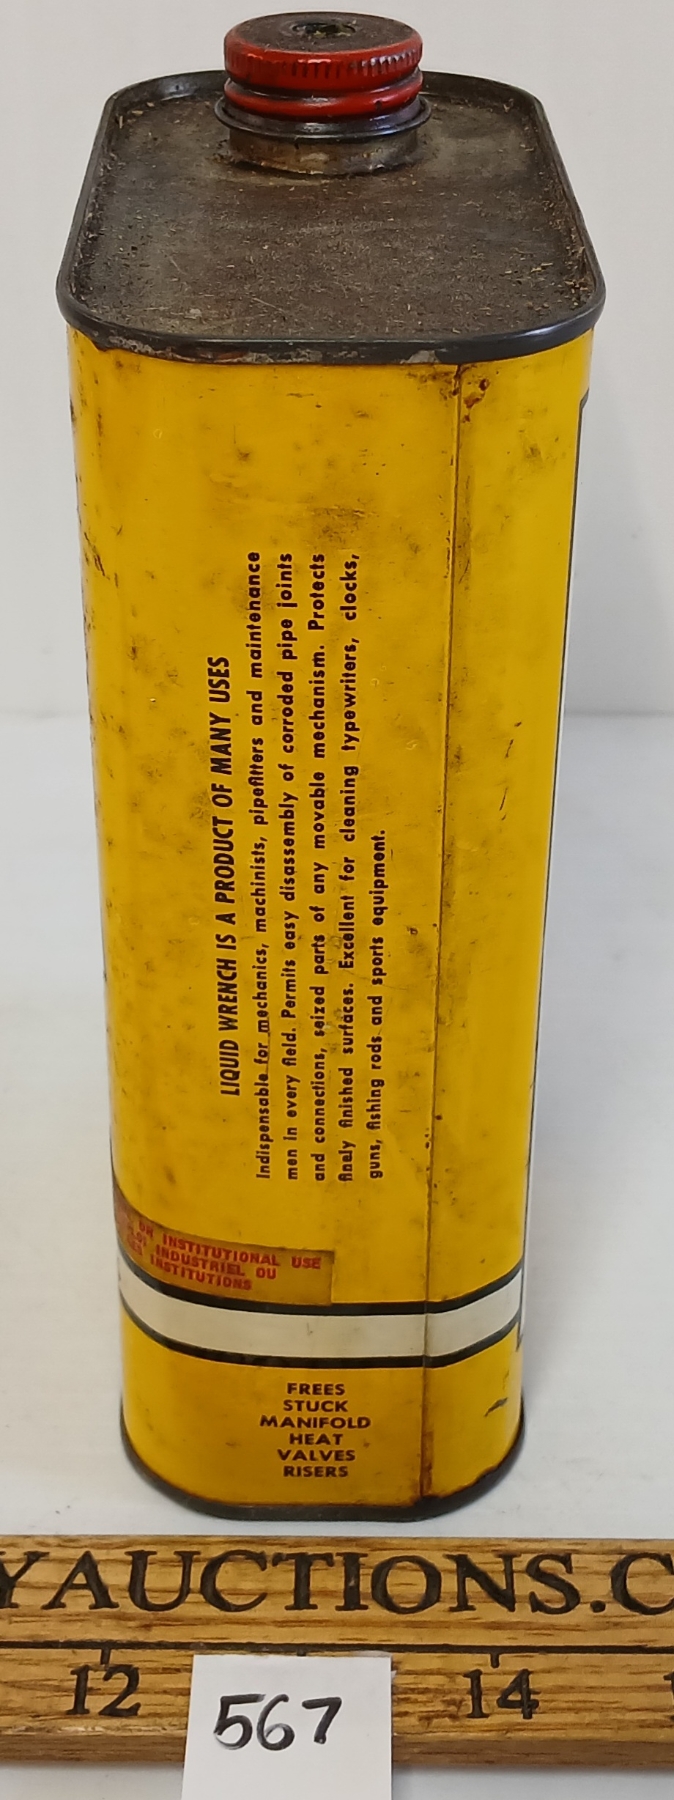 LIQUID WRENCH IS A PRODUCT OF MANY USES
Indispensable for mechanics, machinists, pipefitters and maintenance
men in every field. Permits easy disassembly of corroded pipe joints
and connections, seized parts of any movable mechanism. Protects
finely finished surfaces. Excellent for cleaning typewriters, clocks,
guns, fishing rods and sports equipment.
INSTITUTIONAL USE
INDUSTRIEL OU
INSTITUTIONS
FREES
STUCK
MANIFOLD
HEAT
VALVES
RISERS
YAUCTIONS.C
12 14
567